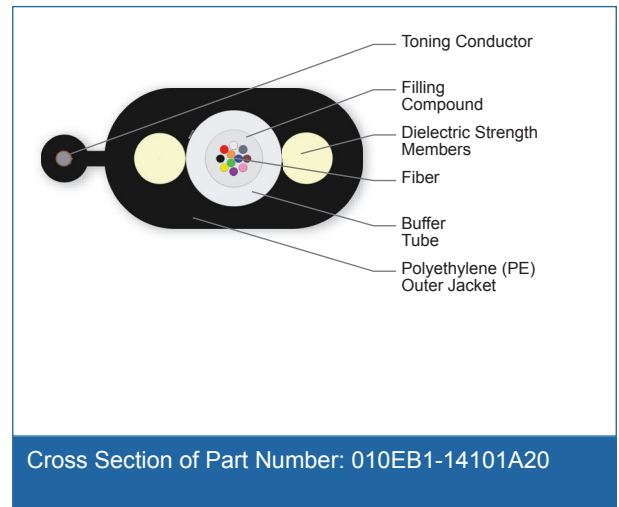 Toning Conductor
Filling
Compound
Dielectric Strength
Members
Fiber
Buffer
Tube
Polyethylene (PE)
Outer Jacket
Cross Section of Part Number: 010EB1-14101A20